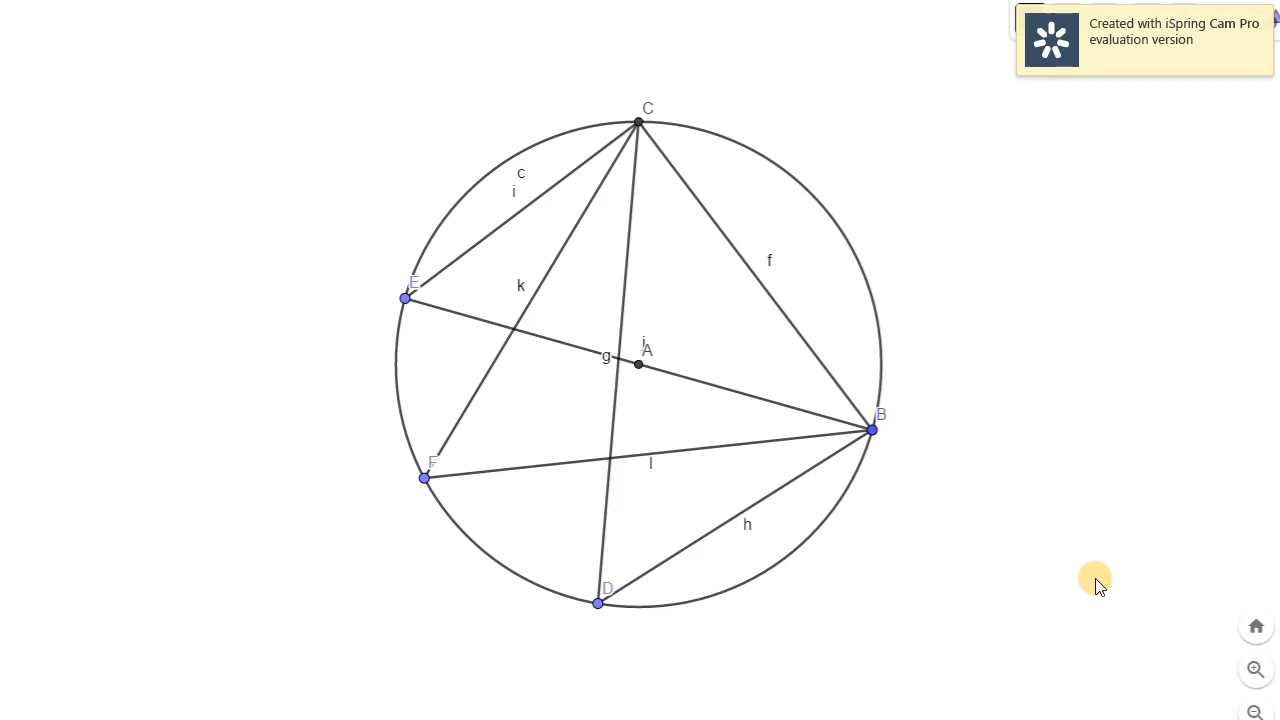 Created with iSpring Cam Pro
evaluation version
C
c
i
f
E
k
j
g
A
B
F
l
h
D